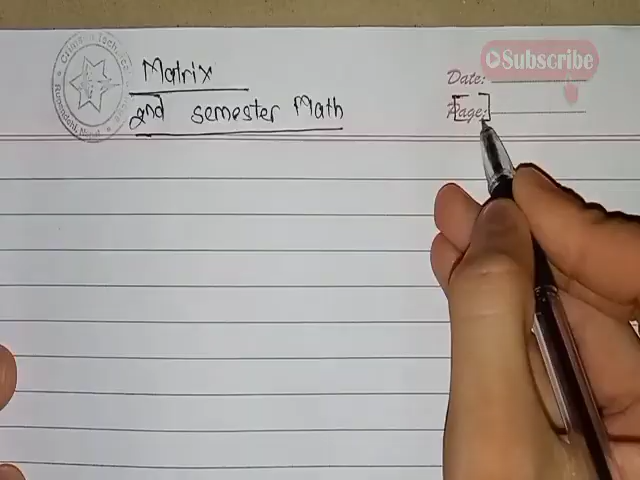 Matrix
2nd semester Math
Subscribe
Date:
Page:
[ ]